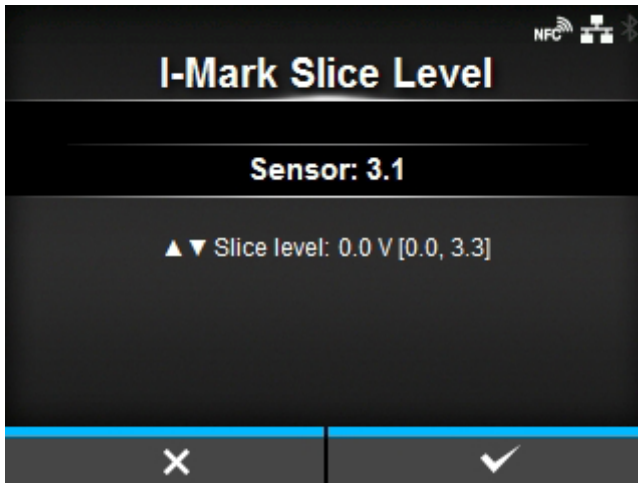 NFC
I-Mark Slice Level
Sensor: 3.1
▲▼ Slice level: 0.0 V [0.0, 3.3]